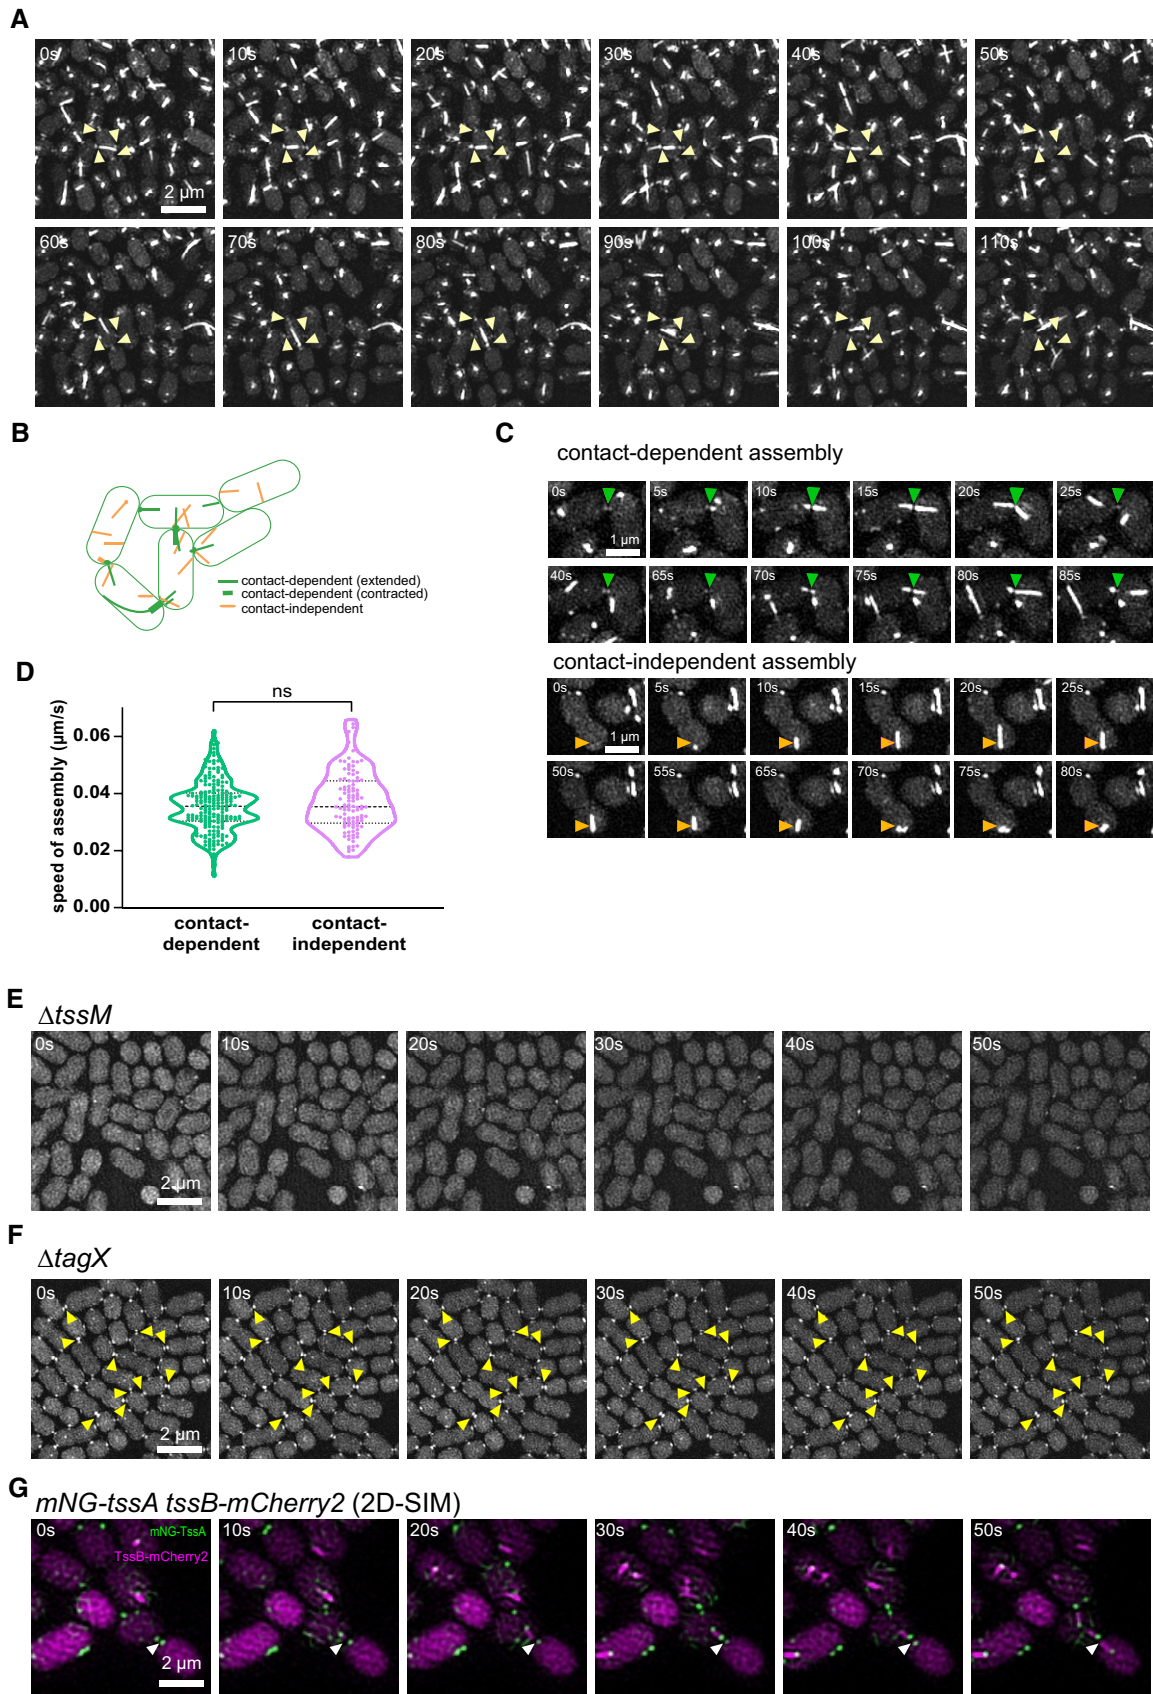 A
0s 10s 20s 30s 40s 50s
2 µm
60s 70s 80s 90s 100s 110s
B
contact-dependent (extended)
contact-dependent (contracted)
contact-independent
C
contact-dependent assembly
0s 5s 10s 15s 20s 25s
1 µm
40s 65s 70s 75s 80s 85s
contact-independent assembly
0s 5s 10s 15s 20s 25s
1 µm
50s 55s 65s 70s 75s 80s
D
ns
speed of assembly (µm/s)
0.06
0.04
0.02
0.00
contact-
dependent
contact-
independent
E
ΔtssM
0s 10s 20s 30s 40s 50s
2 µm
F
ΔtagX
0s 10s 20s 30s 40s 50s
2 µm
G
mNG-tssA tssB-mCherry2 (2D-SIM)
0s mNG-TssA 10s 20s 30s 40s 50s
TssB-mCherry2
2 µm